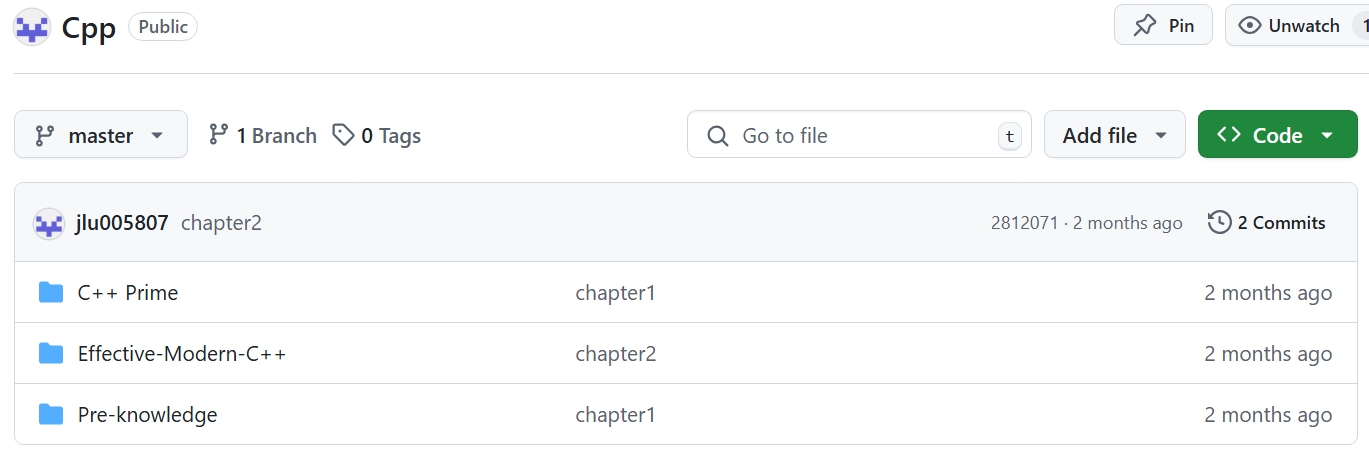 Cpp Public Pin Unwatch 1
master 1 Branch 0 Tags Go to file t Add file Code
jlu005807 chapter2 2812071 · 2 months ago 2 Commits
C++ Prime chapter1 2 months ago
Effective-Modern-C++ chapter2 2 months ago
Pre-knowledge chapter1 2 months ago